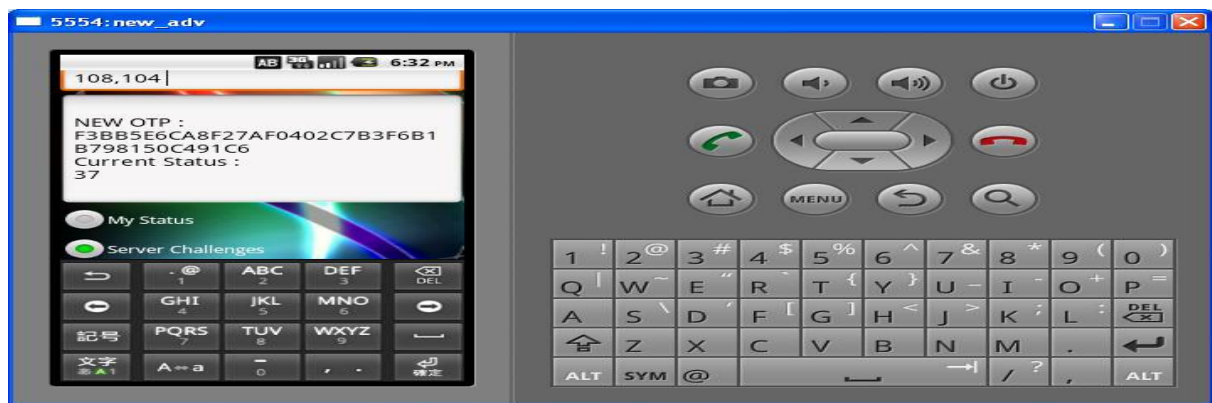 5554:new_adv
AB 3G 6:32 PM
108,104
NEW OTP :
F3BB5E6CA8F27AF0402C7B3F6B1
B798150C491C6
Current Status :
37
My Status
Server Challenges
. @ 1 ABC 2 DEF 3 DEL
GHI 4 JKL 5 MNO 6
記号 PQRS 7 TUV 8 WXYZ 9
文字 あA1 A⇔a 0 , . 確定
MENU
1 ! 2 @ 3 # 4 $ 5 % 6 ^ 7 & 8 * 9 ( 0 )
Q | W ~ E " R ` T { Y } U - I - O + P =
A S \ D ' F [ G ] H < J > K ; L : DEL
Z X C V B N M .
ALT SYM @ / ? , ALT